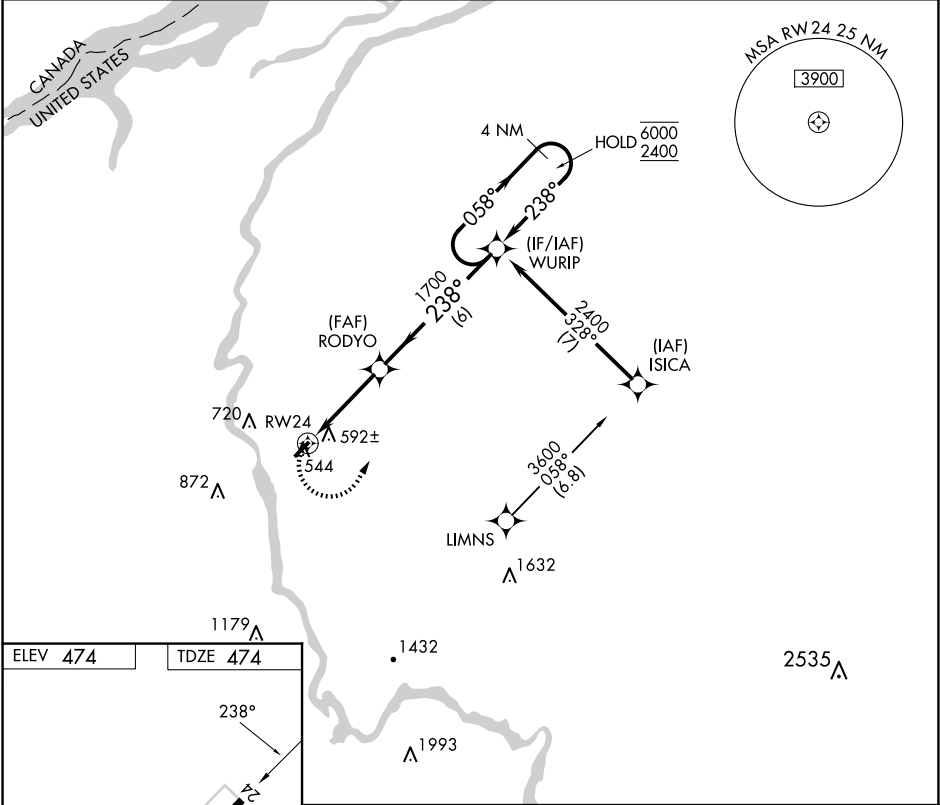 CANADA
UNITED STATES
MSA RW 24 25 NM
3900
4 NM
HOLD 6000
2400
058°
238°
(IF/IAF)
WURIP
1700
238°
(6)
2400
328°
(7)
(FAF)
RODYO
(IAF)
ISICA
720
RW24
592±
544
872
3600
058°
(6.8)
LIMNS
1632
1179
1432
2535
1993
ELEV 474
TDZE 474
238°
24